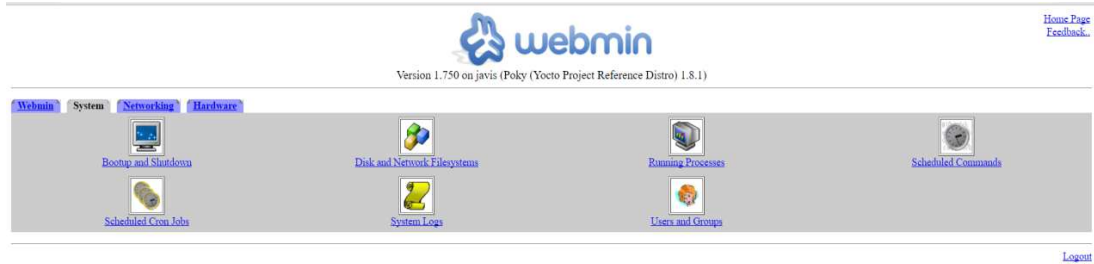 Home Page
Feedback..
webmin
Version 1.750 on javis (Poky (Yocto Project Reference Distro) 1.8.1)
Webmin System Networking Hardware
Bootup and Shutdown Disk and Network Filesystems Running Processes Scheduled Commands
Scheduled Cron Jobs System Logs Users and Groups
Logout